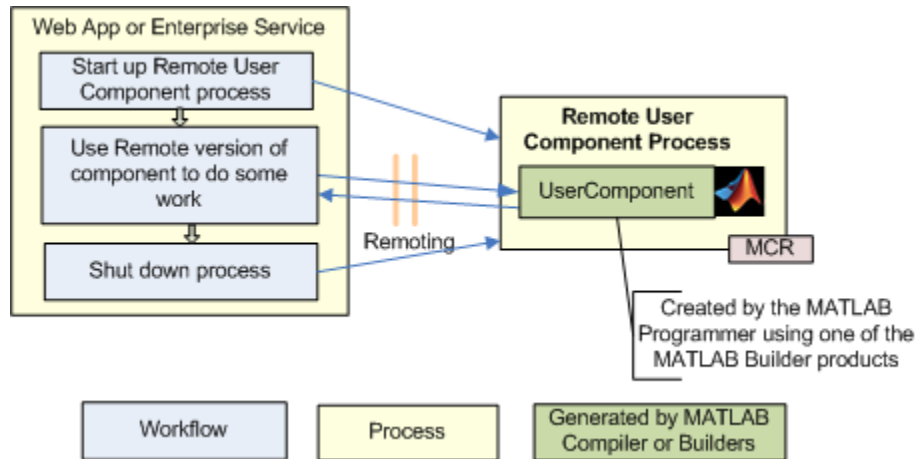 Web App or Enterprise Service
Start up Remote User
Component process
Use Remote version of
component to do some
work
Shut down process
Remoting
Remote User
Component Process
UserComponent
MCR
Created by the MATLAB
Programmer using one of the
MATLAB Builder products
Workflow
Process
Generated by MATLAB
Compiler or Builders